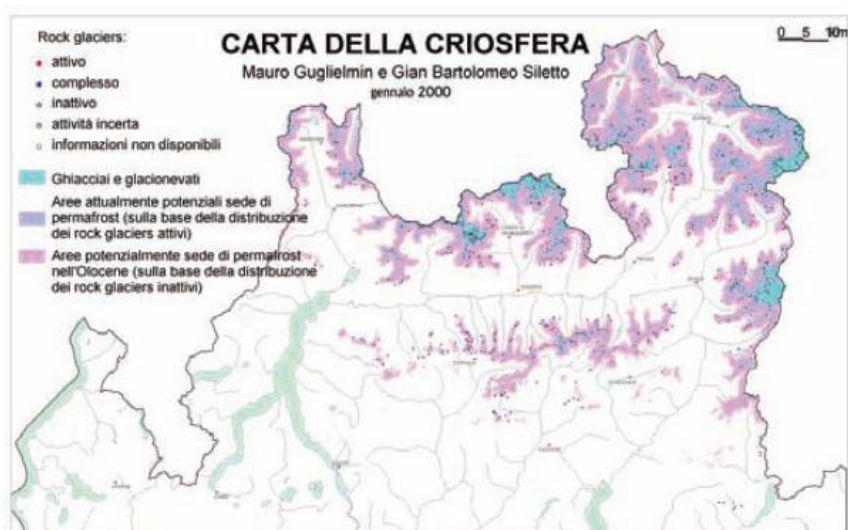 Rock glaciers:
attivo
complesso
inattivo
attività incerta
informazioni non disponibili
Ghiacciai e glacionevati
Aree attualmente potenziali sede di
permafrost (sulla base della distribuzione
dei rock glaciers attivi)
Aree potenzialmente sede di permafrost
nell'Olocene (sulla base della distribuzione
dei rock glaciers inattivi)
CARTA DELLA CRIOSFERA
Mauro Guglielmin e Gian Bartolomeo Siletto
gennaio 2000
0 5 10